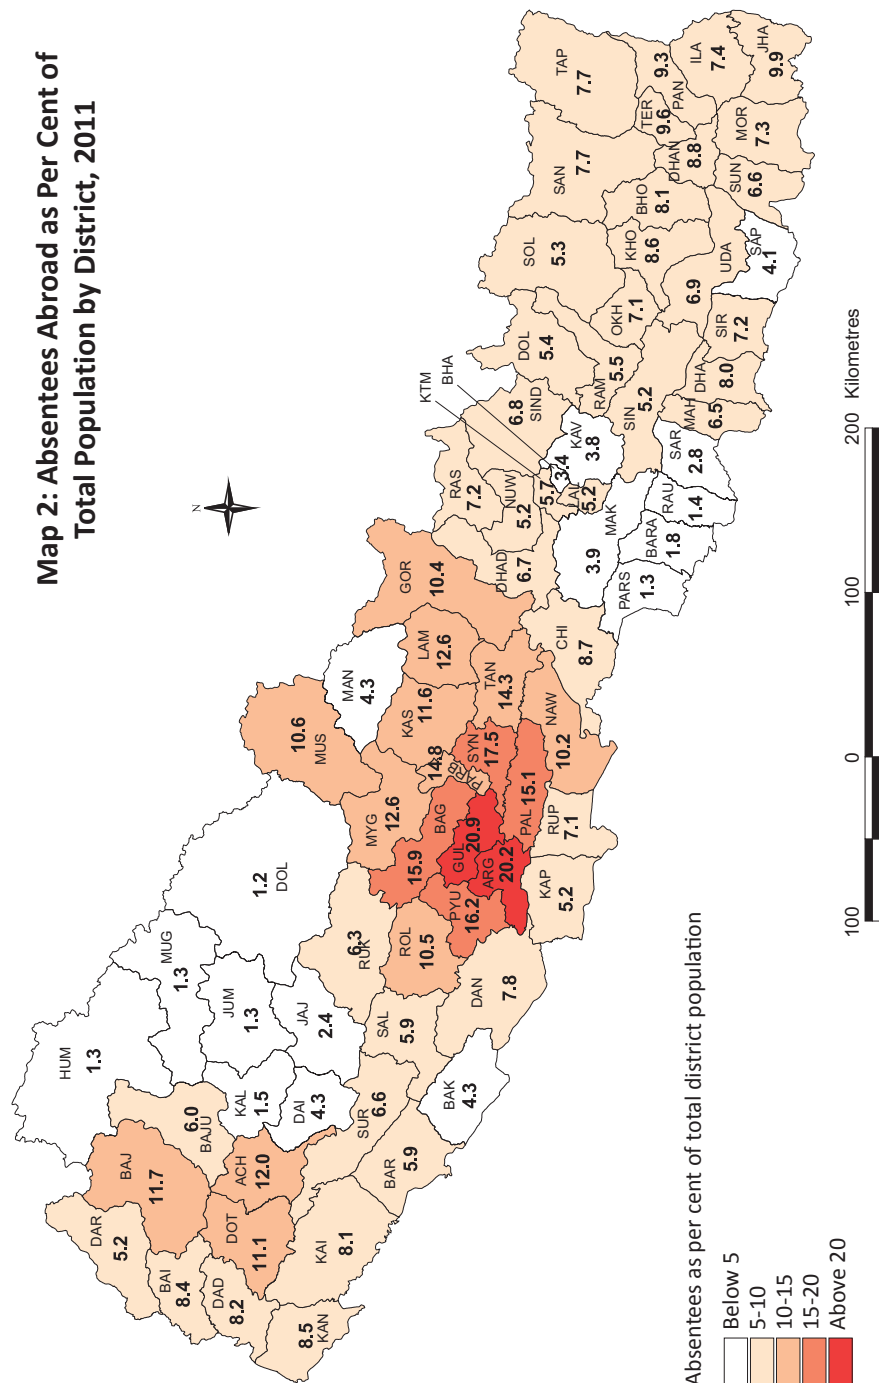 Map 2: Absentees Abroad as Per Cent of
Total Population by District, 2011
N
HUM
1.3
DAR
5.2
BAJ
11.7
BAI
8.4
BAJU
6.0
DAD
8.2
DOT
11.1
ACH
12.0
KAN
8.5
KAI
8.1
MUG
1.3
JUM
1.3
KAL
1.5
JAJ
2.4
DAI
4.3
DOL
1.2
SUR
6.6
BAR
5.9
BAK
4.3
SAL
5.9
RUK
6.3
ROL
10.5
DAN
7.8
PYU
16.2
MUS
10.6
MAN
4.3
MYG
12.6
BAG
15.9
GUL
20.9
ARG
20.2
PARB
14.8
SYN
17.5
PAL
15.1
KAP
5.2
RUP
7.1
NAW
10.2
KAS
11.6
LAM
12.6
TAN
14.3
GOR
10.4
CHI
8.7
DHAD
6.7
RAS
7.2
NUW
5.2
KTM
BHA
5.7
3.4
LAL
5.2
KAV
3.8
SIND
6.8
MAK
3.9
PARS
1.3
BARA
1.8
RAU
1.4
SAR
2.8
DOL
5.4
RAM
5.5
SIN
5.2
MAH
6.5
DHA
8.0
SIR
7.2
SOL
5.3
OKH
7.1
KHO
8.6
UDA
6.9
SAP
4.1
SAN
7.7
BHO
8.1
DHAN
8.8
SUN
6.6
MOR
7.3
TAP
7.7
TER
9.6
PAN
9.3
ILA
7.4
JHA
9.9
Absentees as per cent of total district population
Below 5
5-10
10-15
15-20
Above 20
100
0
100
200
Kilometres